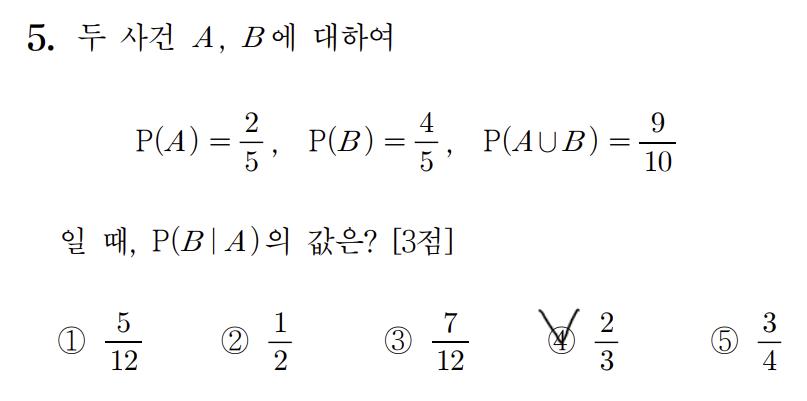 5. 두 사건 A, B에 대하여
P(A) = 2/5, P(B) = 4/5, P(A∪B) = 9/10
일 때, P(B|A)의 값은? [3점]
① 5/12 ② 1/2 ③ 7/12 ④ 2/3 ⑤ 3/4